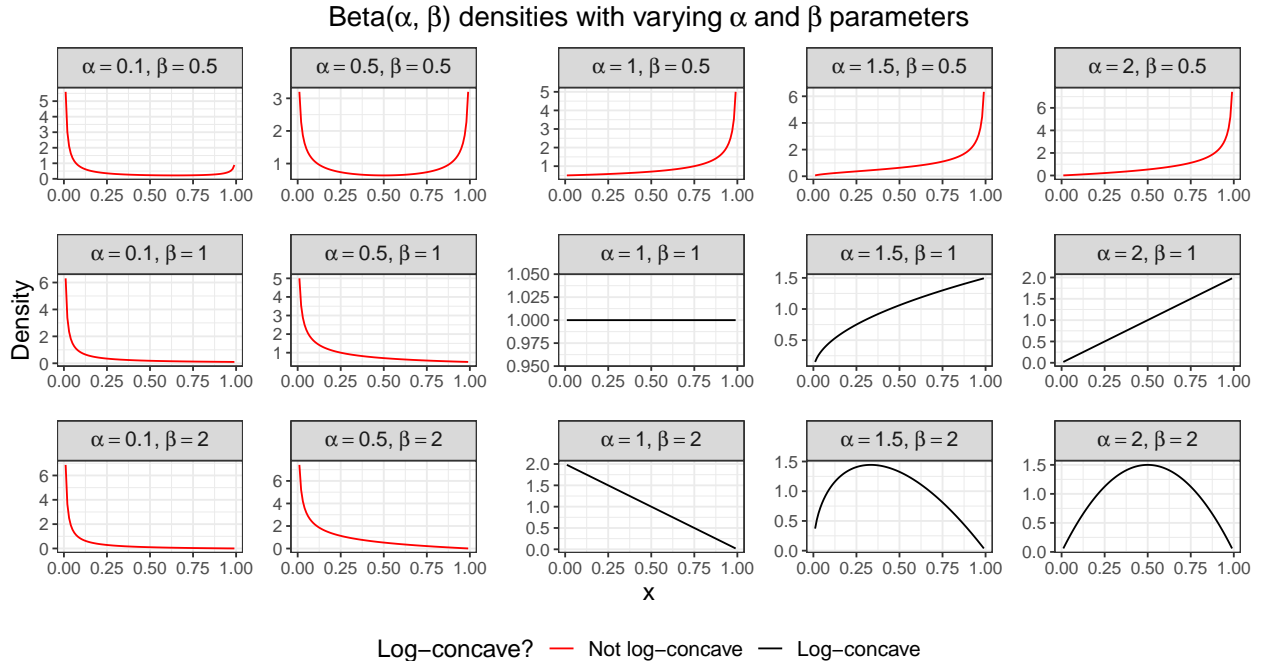 Beta(α, β) densities with varying α and β parameters
α = 0.1, β = 0.5
α = 0.5, β = 0.5
α = 1, β = 0.5
α = 1.5, β = 0.5
α = 2, β = 0.5
5
4
3
2
1
0
0.00 0.25 0.50 0.75 1.00
3
2
1
0.00 0.25 0.50 0.75 1.00
5
4
3
2
1
0.00 0.25 0.50 0.75 1.00
6
4
2
0
0.00 0.25 0.50 0.75 1.00
6
4
2
0
0.00 0.25 0.50 0.75 1.00
Density
α = 0.1, β = 1
α = 0.5, β = 1
α = 1, β = 1
α = 1.5, β = 1
α = 2, β = 1
6
4
2
0
0.00 0.25 0.50 0.75 1.00
5
4
3
2
1
0.00 0.25 0.50 0.75 1.00
1.050
1.025
1.000
0.975
0.950
0.00 0.25 0.50 0.75 1.00
1.5
1.0
0.5
0.00 0.25 0.50 0.75 1.00
2.0
1.5
1.0
0.5
0.0
0.00 0.25 0.50 0.75 1.00
α = 0.1, β = 2
α = 0.5, β = 2
α = 1, β = 2
α = 1.5, β = 2
α = 2, β = 2
6
4
2
0
0.00 0.25 0.50 0.75 1.00
6
4
2
0
0.00 0.25 0.50 0.75 1.00
2.0
1.5
1.0
0.5
0.0
0.00 0.25 0.50 0.75 1.00
1.5
1.0
0.5
0.0
0.00 0.25 0.50 0.75 1.00
1.5
1.0
0.5
0.0
0.00 0.25 0.50 0.75 1.00
x
Log−concave? Not log−concave Log−concave